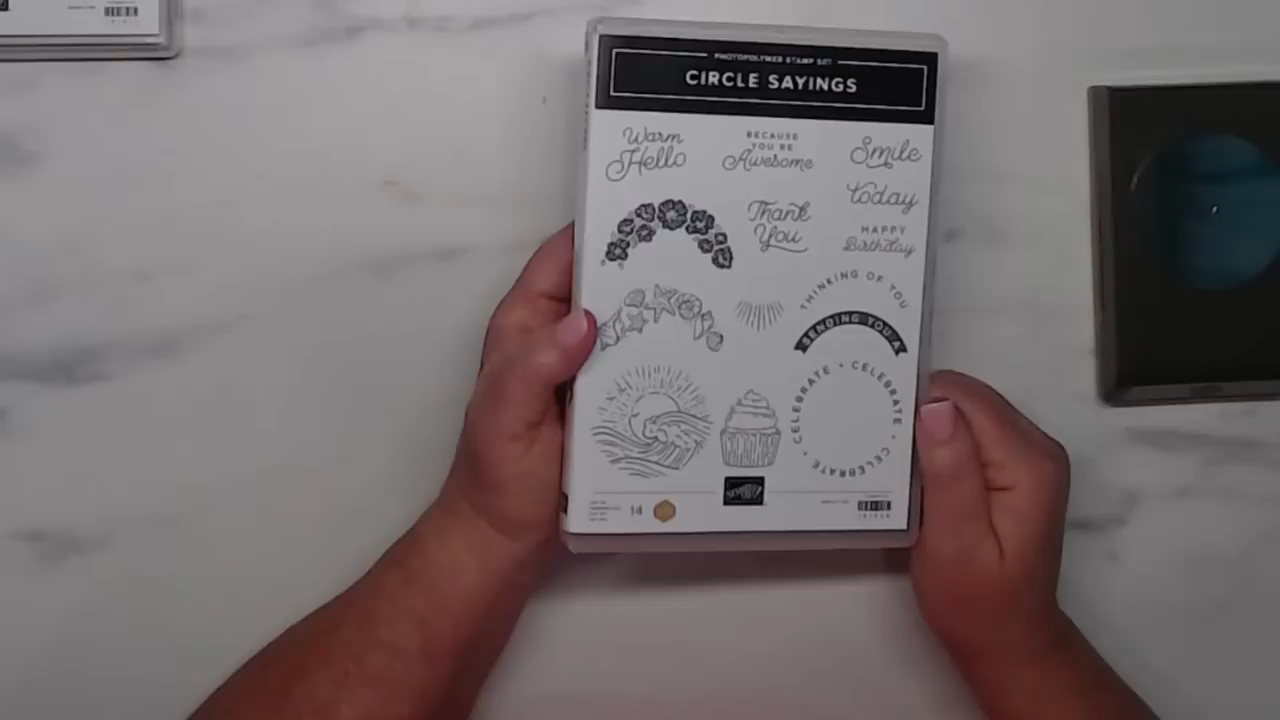 PHOTOPOLYMER STAMP SET
CIRCLE SAYINGS
Warm
Hello
BECAUSE
YOU'RE
Awesome
Smile
today
Thank
You
HAPPY
Birthday
THINKING OF YOU
SENDING YOU A
CELEBRATE • CELEBRATE • CELEBRATE • CELEBRATE
14